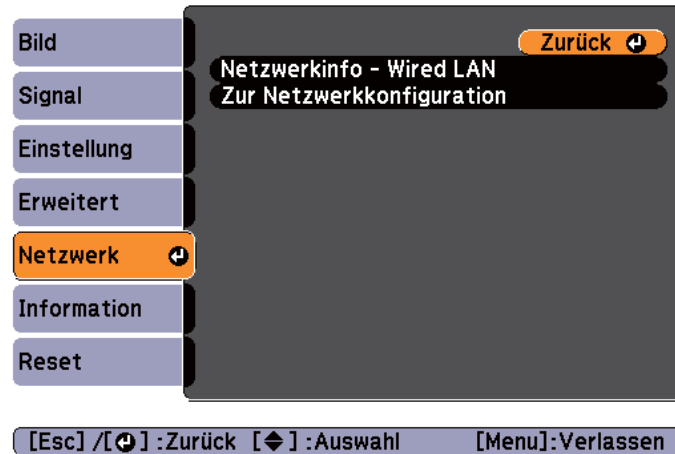 Bild
Signal
Einstellung
Erweitert
Netzwerk
Information
Reset
Zurück
Netzwerkinfo - Wired LAN
Zur Netzwerkkonfiguration
[Esc] /[⏎] :Zurück [◆] :Auswahl [Menu]:Verlassen